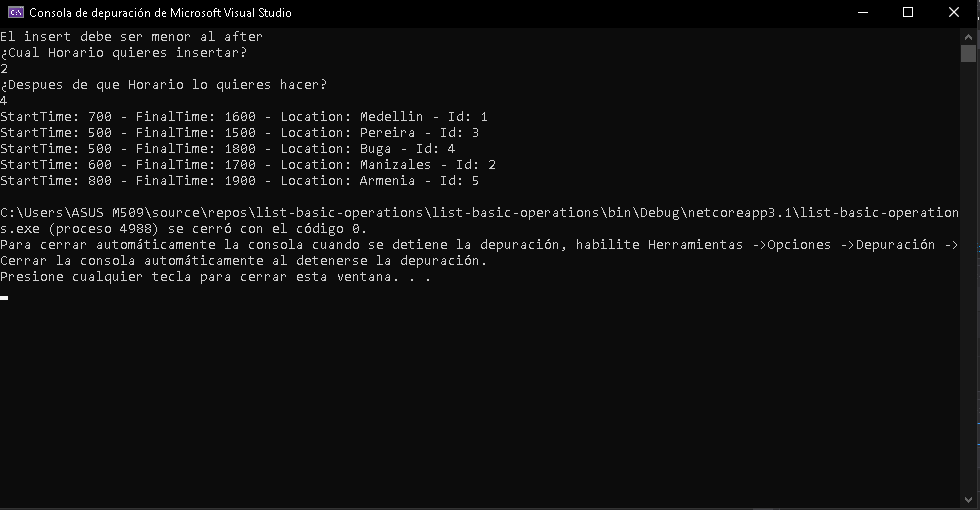 Consola de depuración de Microsoft Visual Studio
El insert debe ser menor al after
¿Cual Horario quieres insertar?
2
¿Despues de que Horario lo quieres hacer?
4
StartTime: 700 - FinalTime: 1600 - Location: Medellin - Id: 1
StartTime: 500 - FinalTime: 1500 - Location: Pereira - Id: 3
StartTime: 500 - FinalTime: 1800 - Location: Buga - Id: 4
StartTime: 600 - FinalTime: 1700 - Location: Manizales - Id: 2
StartTime: 800 - FinalTime: 1900 - Location: Armenia - Id: 5
C:\Users\ASUS M509\source\repos\list-basic-operations\list-basic-operations\bin\Debug\netcoreapp3.1\list-basic-operation
s.exe (proceso 4988) se cerró con el código 0.
Para cerrar automáticamente la consola cuando se detiene la depuración, habilite Herramientas ->Opciones ->Depuración ->
Cerrar la consola automáticamente al detenerse la depuración.
Presione cualquier tecla para cerrar esta ventana. . .